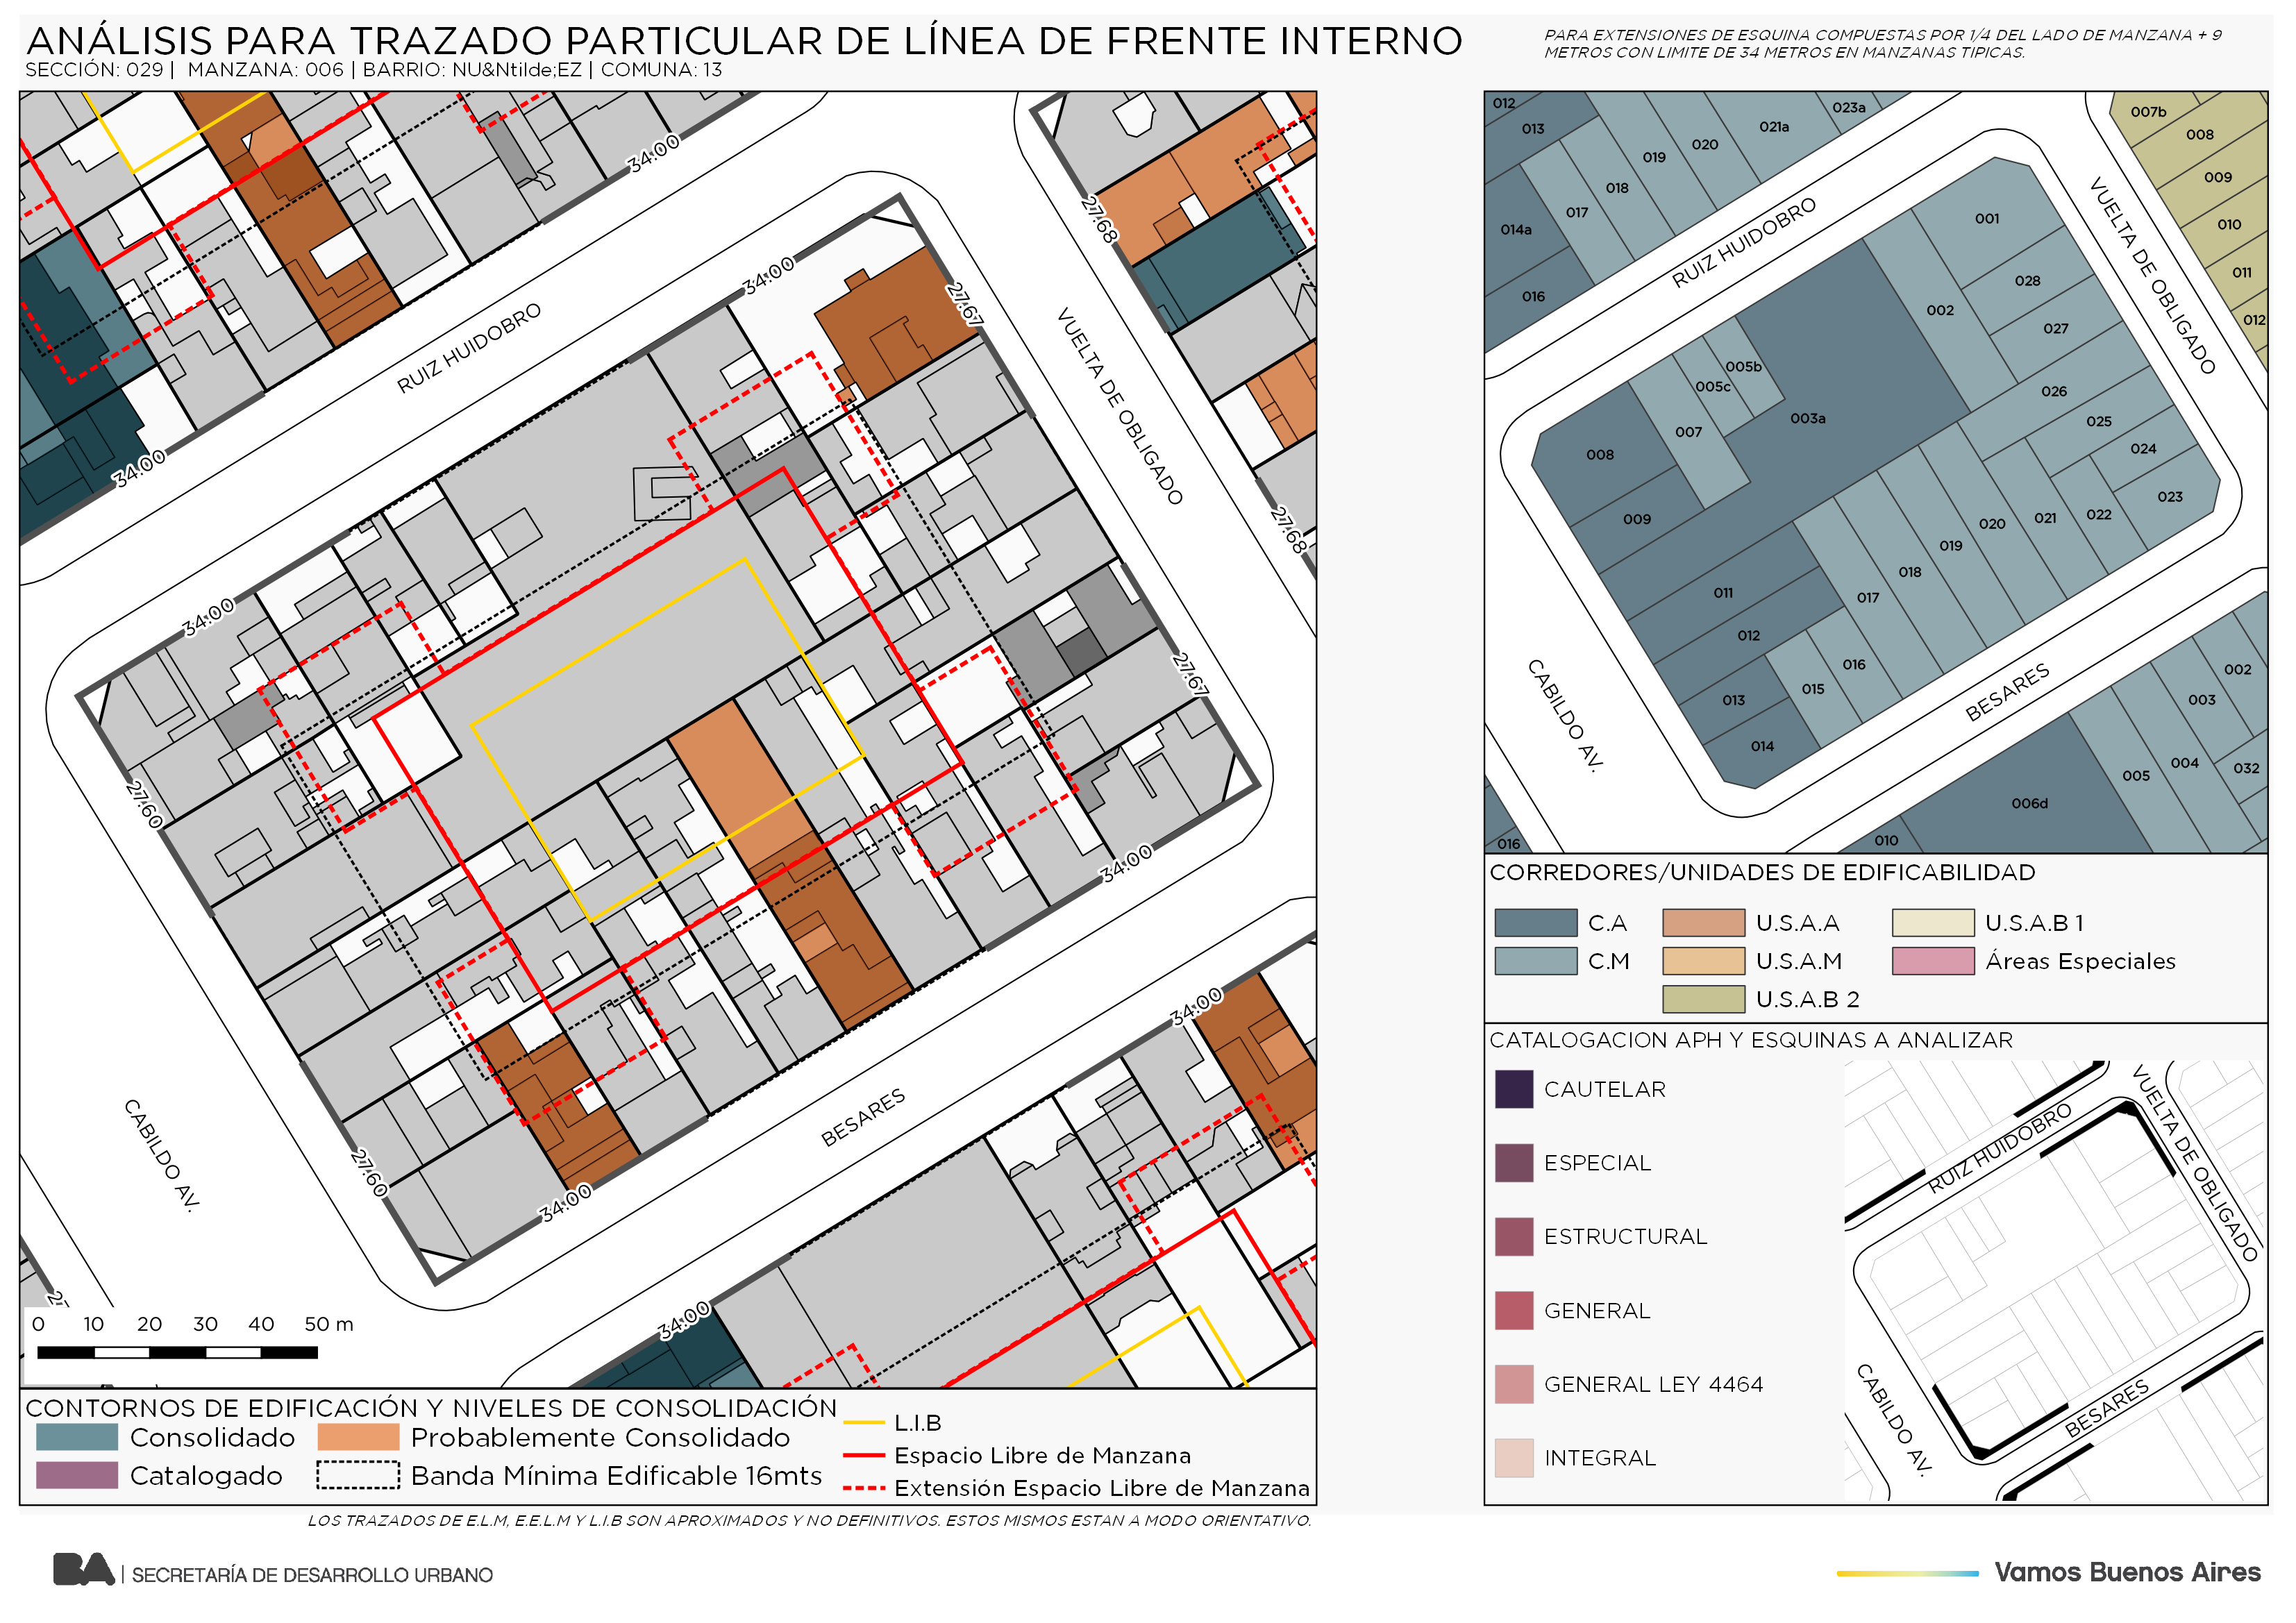 ANÁLISIS PARA TRAZADO PARTICULAR DE LÍNEA DE FRENTE INTERNO
SECCIÓN: 029 | MANZANA: 006 | BARRIO: NU&Ntilde;EZ | COMUNA: 13
PARA EXTENSIONES DE ESQUINA COMPUESTAS POR 1/4 DEL LADO DE MANZANA + 9
METROS CON LIMITE DE 34 METROS EN MANZANAS TIPICAS.
34.00
27.68
34.00
27.67
RUIZ HUIDOBRO
VUELTA DE OBLIGADO
34.00
27.68
34.00
27.67
27.60
34.00
27.60
34.00
34.00
BESARES
CABILDO AV.
34.00
0 10 20 30 40 50 m
012
013
014a
016
017
018
019
020
021a
023a
007b
008
009
010
011
012
RUIZ HUIDOBRO
VUELTA DE OBLIGADO
001
028
002
027
005b
005c
026
003a
025
007
024
008
023
009
022
021
020
019
018
011
017
012
016
015
013
014
CABILDO AV.
BESARES
002
003
004
032
005
006d
010
016
CORREDORES/UNIDADES DE EDIFICABILIDAD
C.A
U.S.A.A
U.S.A.B 1
C.M
U.S.A.M
Áreas Especiales
U.S.A.B 2
CATALOGACION APH Y ESQUINAS A ANALIZAR
CAUTELAR
ESPECIAL
ESTRUCTURAL
GENERAL
GENERAL LEY 4464
INTEGRAL
RUIZ HUIDOBRO
VUELTA DE OBLIGADO
CABILDO AV.
BESARES
CONTORNOS DE EDIFICACIÓN Y NIVELES DE CONSOLIDACIÓN
Consolidado
Probablemente Consolidado
Catalogado
Banda Mínima Edificable 16mts
L.I.B
Espacio Libre de Manzana
Extensión Espacio Libre de Manzana
LOS TRAZADOS DE E.L.M, E.E.L.M Y L.I.B SON APROXIMADOS Y NO DEFINITIVOS. ESTOS MISMOS ESTAN A MODO ORIENTATIVO.
BA | SECRETARÍA DE DESARROLLO URBANO
Vamos Buenos Aires